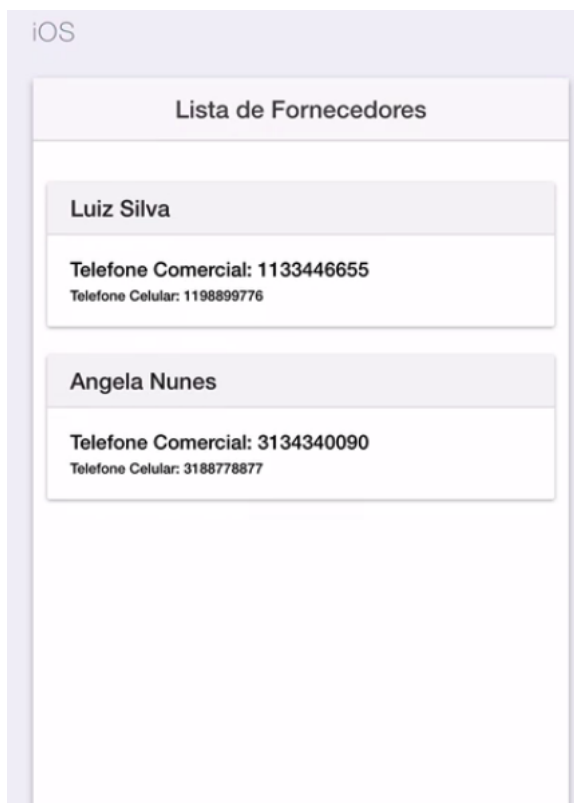 iOS
Lista de Fornecedores
Luiz Silva
Telefone Comercial: 1133446655
Telefone Celular: 1198899776
Angela Nunes
Telefone Comercial: 3134340090
Telefone Celular: 3188778877